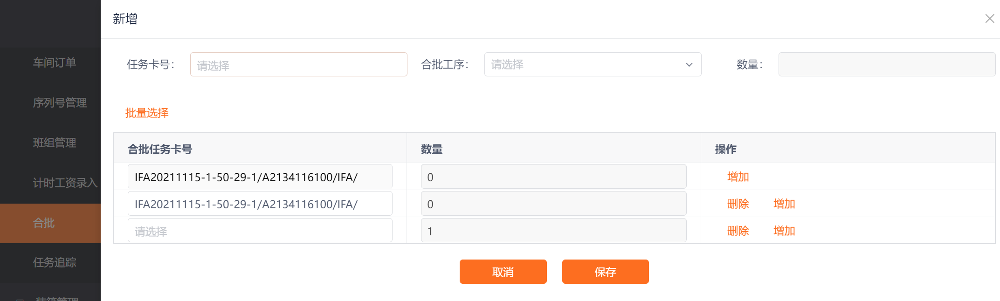 新增
车间订单
序列号管理
班组管理
计时工资录入
合批
任务追踪
任务卡号： 请选择 合批工序： 请选择 数量：
批量选择
合批任务卡号 数量 操作
IFA20211115-1-50-29-1/A2134116100/IFA/ 0 增加
IFA20211115-1-50-29-1/A2134116100/IFA/ 0 删除 增加
请选择 1 删除 增加
取消 保存